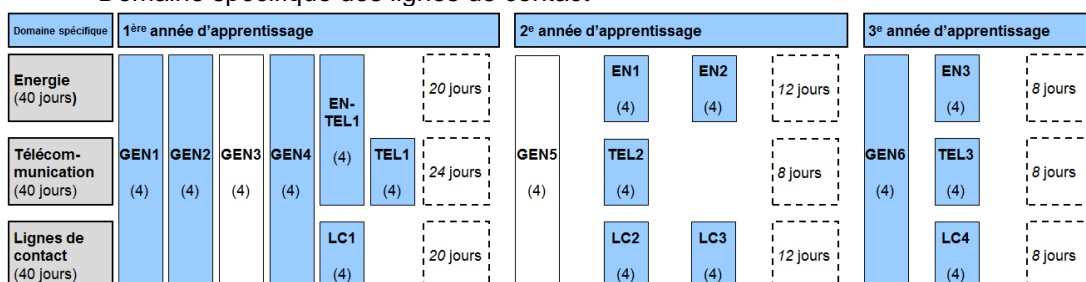 Domaine spécifique des lignes de contact
Domaine spécifique
1ère année d'apprentissage
2e année d'apprentissage
3e année d'apprentissage
Energie
(40 jours)
EN-
TEL1
(4)
20 jours
EN1
(4)
EN2
(4)
12 jours
EN3
(4)
8 jours
Télécom-
munication
(40 jours)
GEN1
(4)
GEN2
(4)
GEN3
(4)
GEN4
(4)
TEL1
(4)
24 jours
GEN5
(4)
TEL2
(4)
8 jours
GEN6
(4)
TEL3
(4)
8 jours
Lignes de
contact
(40 jours)
LC1
(4)
20 jours
LC2
(4)
LC3
(4)
12 jours
LC4
(4)
8 jours